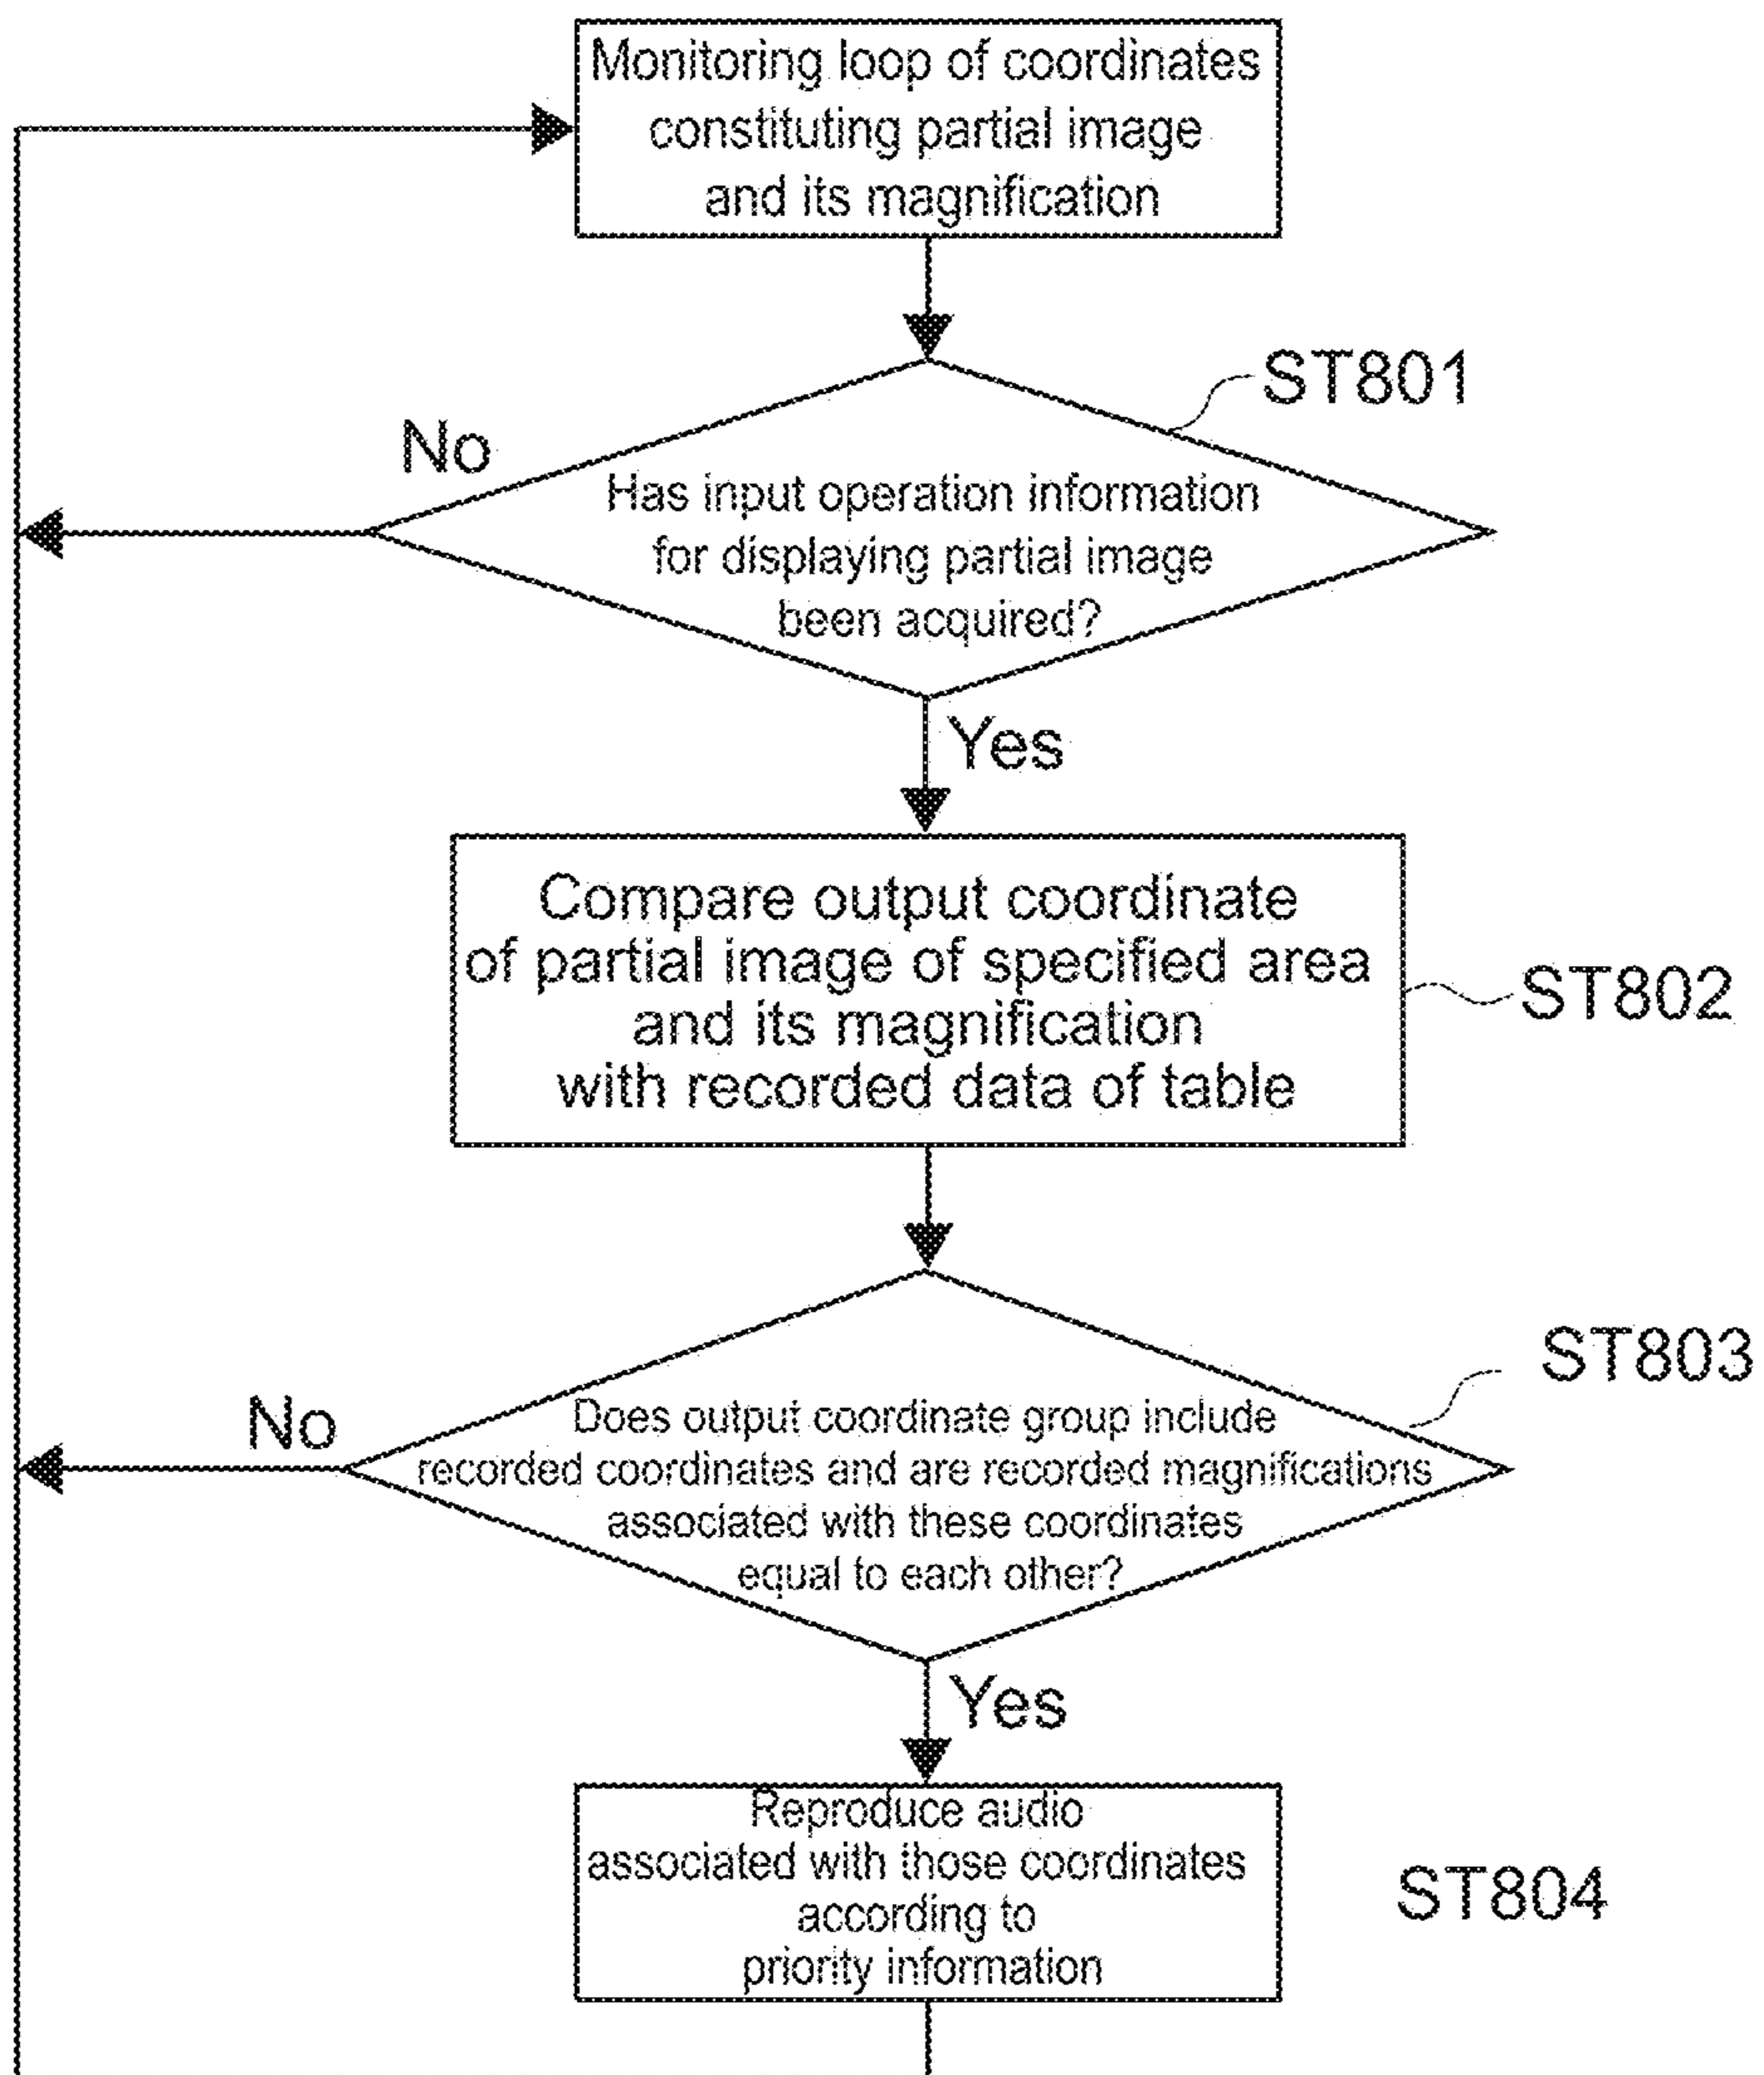 Monitoring loop of coordinates
constituting partial image
and its magnification
ST801
No
Has input operation information
for displaying partial image
been acquired?
Yes
Compare output coordinate
of partial image of specified area
and its magnification
with recorded data of table
ST802
ST803
No
Does output coordinate group include
recorded coordinates and are recorded magnifications
associated with these coordinates
equal to each other?
Yes
Reproduce audio
associated with those coordinates
according to
priority information
ST804